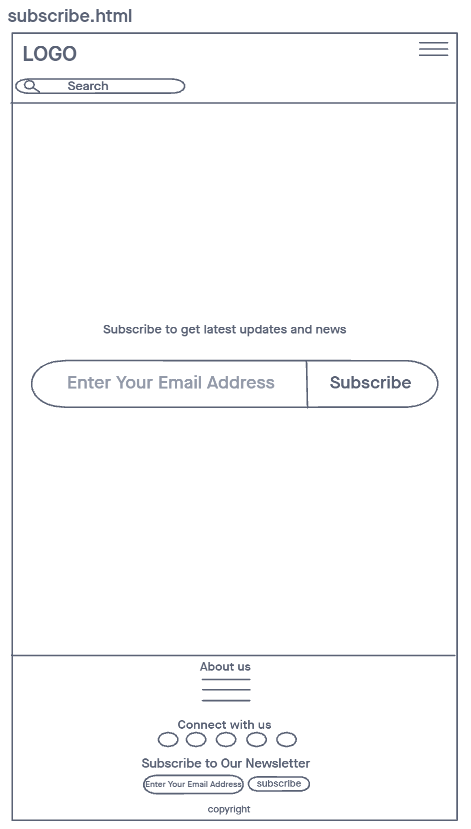 subscribe.html
LOGO
Search
Subscribe to get latest updates and news
Enter Your Email Address
Subscribe
About us
Connect with us
Subscribe to Our Newsletter
Enter Your Email Address
subscribe
copyright